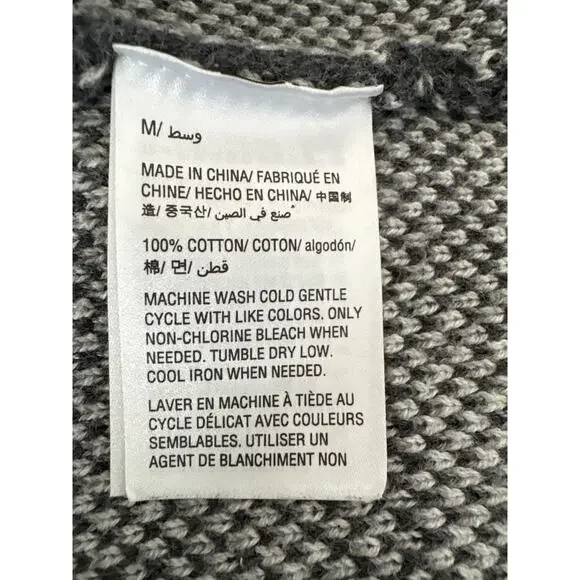 M/ وسط
MADE IN CHINA/ FABRIQUÉ EN
CHINE/ HECHO EN CHINA/ 中国制
造/ 중국산/ صنع في الصين
100% COTTON/ COTON/ algodón/
棉/ 면/ قطن
MACHINE WASH COLD GENTLE
CYCLE WITH LIKE COLORS. ONLY
NON-CHLORINE BLEACH WHEN
NEEDED. TUMBLE DRY LOW.
COOL IRON WHEN NEEDED.
LAVER EN MACHINE À TIÈDE AU
CYCLE DÉLICAT AVEC COULEURS
SEMBLABLES. UTILISER UN
AGENT DE BLANCHIMENT NON